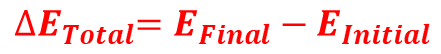 ΔE_Total = E_Final − E_Initial